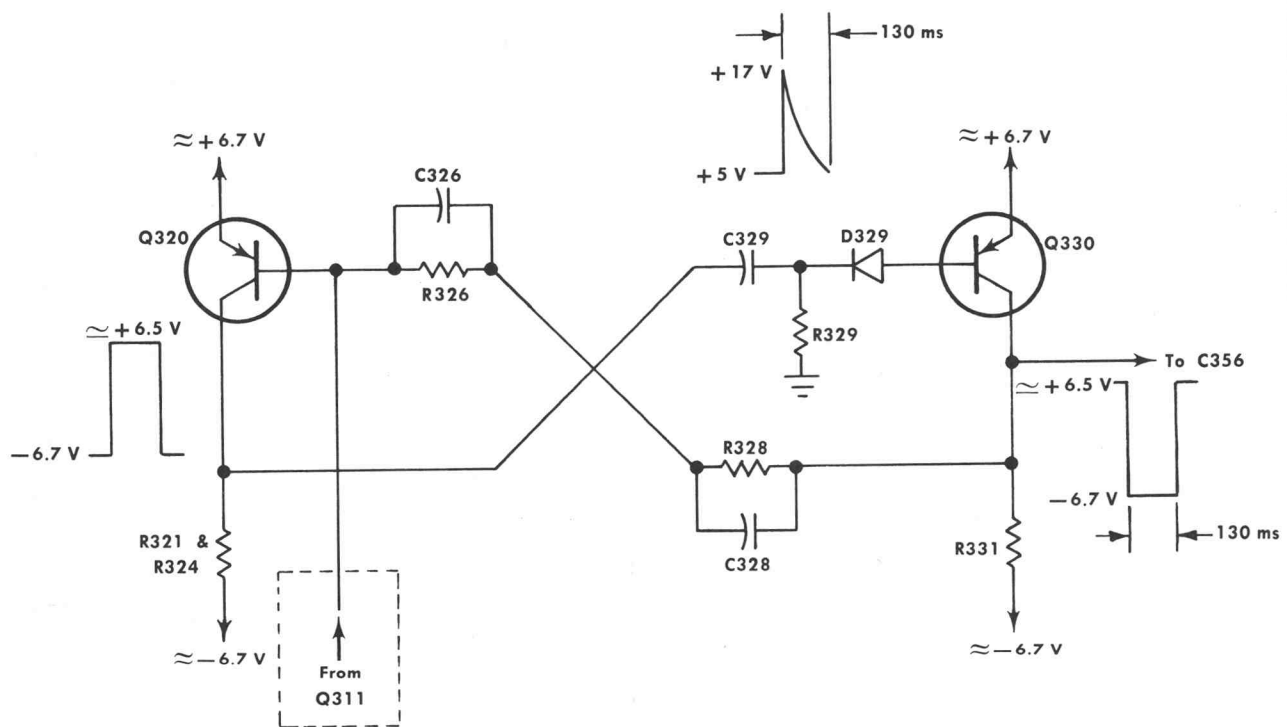 130 ms
+17 V
≈+6.7 V
≈+6.7 V
C326
+5 V
Q320
C329
D329
Q330
R326
≃+6.5 V
R329
To C356
≃+6.5 V
R328
-6.7 V
-6.7 V
R321 &
R324
C328
R331
130 ms
≈-6.7 V
≈-6.7 V
From
Q311